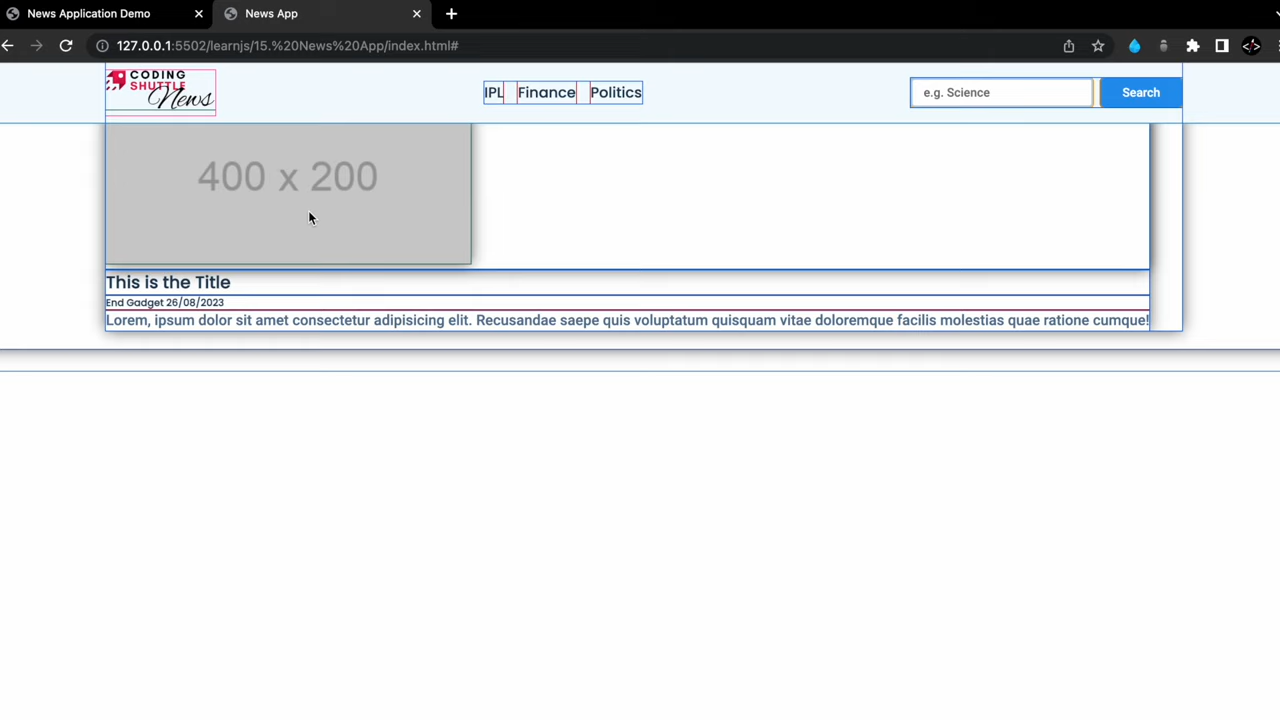 News Application Demo
News App
127.0.0.1:5502/learnjs/15.%20News%20App/index.html#
CODING
SHUTTLE
News
IPL Finance Politics
e.g. Science
Search
400 x 200
This is the Title
End Gadget 26/08/2023
Lorem, ipsum dolor sit amet consectetur adipisicing elit. Recusandae saepe quis voluptatum quisquam vitae doloremque facilis molestias quae ratione cumque!